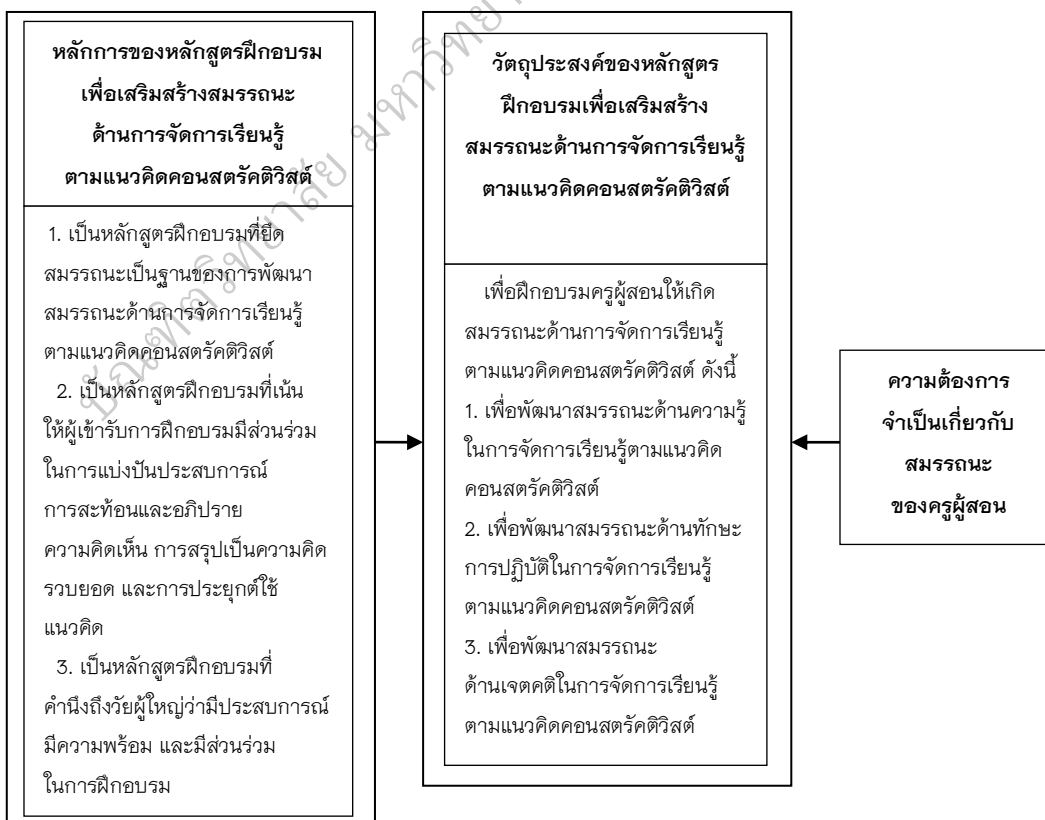 หลักการของหลักสูตรฝึกอบรม
เพื่อเสริมสร้างสมรรถนะ
ด้านการจัดการเรียนรู้
ตามแนวคิดคอนสตรัคติวิสต์
1. เป็นหลักสูตรฝึกอบรมที่ยึด
สมรรถนะเป็นฐานของการพัฒนา
สมรรถนะด้านการจัดการเรียนรู้
ตามแนวคิดคอนสตรัคติวิสต์
2. เป็นหลักสูตรฝึกอบรมที่เน้น
ให้ผู้เข้ารับการฝึกอบรมมีส่วนร่วม
ในการแบ่งปันประสบการณ์
การสะท้อนและอภิปราย
ความคิดเห็น การสรุปเป็นความคิด
รวบยอด และการประยุกต์ใช้
แนวคิด
3. เป็นหลักสูตรฝึกอบรมที่
คำนึงถึงวัยผู้ใหญ่ว่ามีประสบการณ์
มีความพร้อม และมีส่วนร่วม
ในการฝึกอบรม
วัตถุประสงค์ของหลักสูตร
ฝึกอบรมเพื่อเสริมสร้าง
สมรรถนะด้านการจัดการเรียนรู้
ตามแนวคิดคอนสตรัคติวิสต์
เพื่อฝึกอบรมครูผู้สอนให้เกิด
สมรรถนะด้านการจัดการเรียนรู้
ตามแนวคิดคอนสตรัคติวิสต์ ดังนี้
1. เพื่อพัฒนาสมรรถนะด้านความรู้
ในการจัดการเรียนรู้ตามแนวคิด
คอนสตรัคติวิสต์
2. เพื่อพัฒนาสมรรถนะด้านทักษะ
การปฏิบัติในการจัดการเรียนรู้
ตามแนวคิดคอนสตรัคติวิสต์
3. เพื่อพัฒนาสมรรถนะ
ด้านเจตคติในการจัดการเรียนรู้
ตามแนวคิดคอนสตรัคติวิสต์
ความต้องการ
จำเป็นเกี่ยวกับ
สมรรถนะ
ของครูผู้สอน
บัณฑิตวิทยาลัย